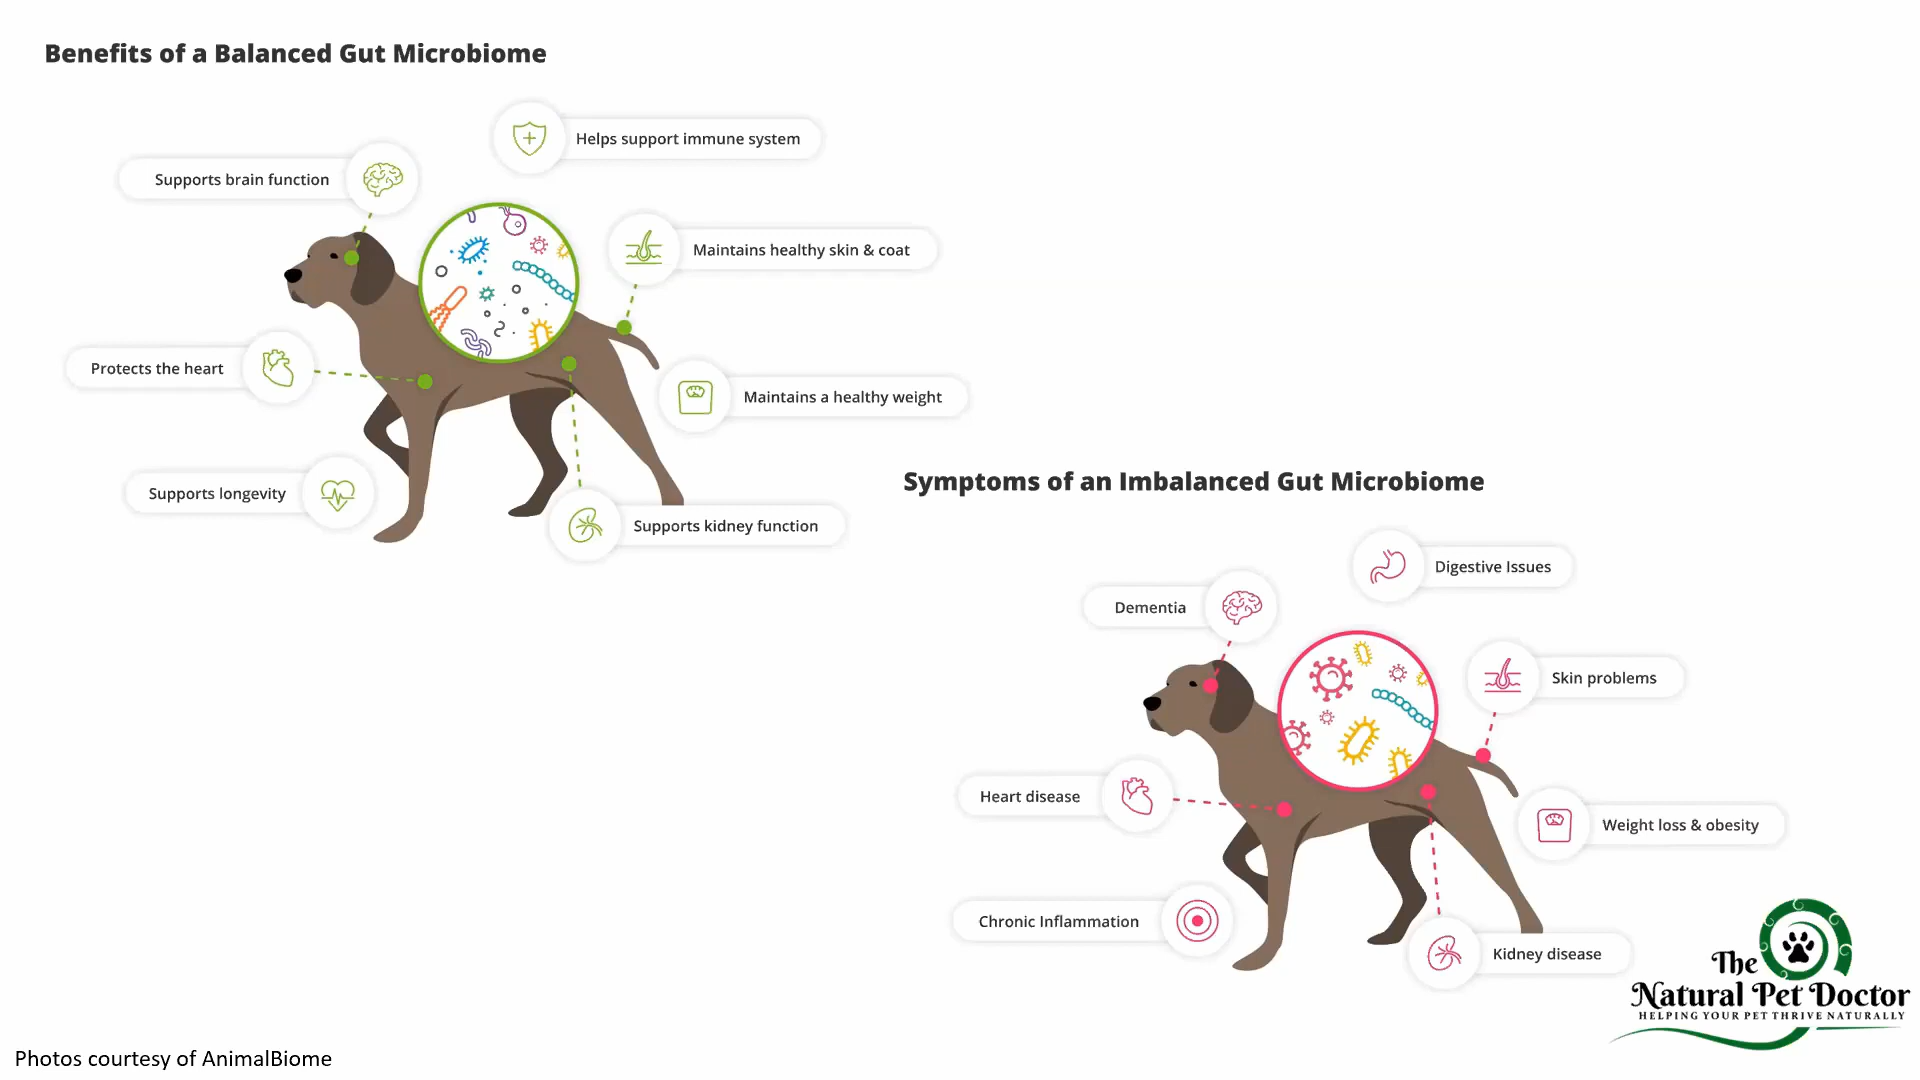 Benefits of a Balanced Gut Microbiome
Helps support immune system
Supports brain function
Maintains healthy skin & coat
Protects the heart
Maintains a healthy weight
Supports longevity
Supports kidney function
Symptoms of an Imbalanced Gut Microbiome
Digestive Issues
Dementia
Skin problems
Heart disease
Weight loss & obesity
Chronic Inflammation
Kidney disease
The
Natural Pet Doctor
HELPING YOUR PET THRIVE NATURALLY
Photos courtesy of AnimalBiome